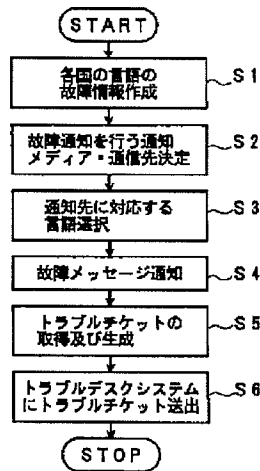 START
各国の言語の
故障情報作成
S1
故障通知を行う通知
メディア・通信先決定
S2
通知先に対応する
言語選択
S3
故障メッセージ通知
S4
トラブルチケットの
取得及び生成
S5
トラブルデスクシステム
にトラブルチケット送出
S6
STOP